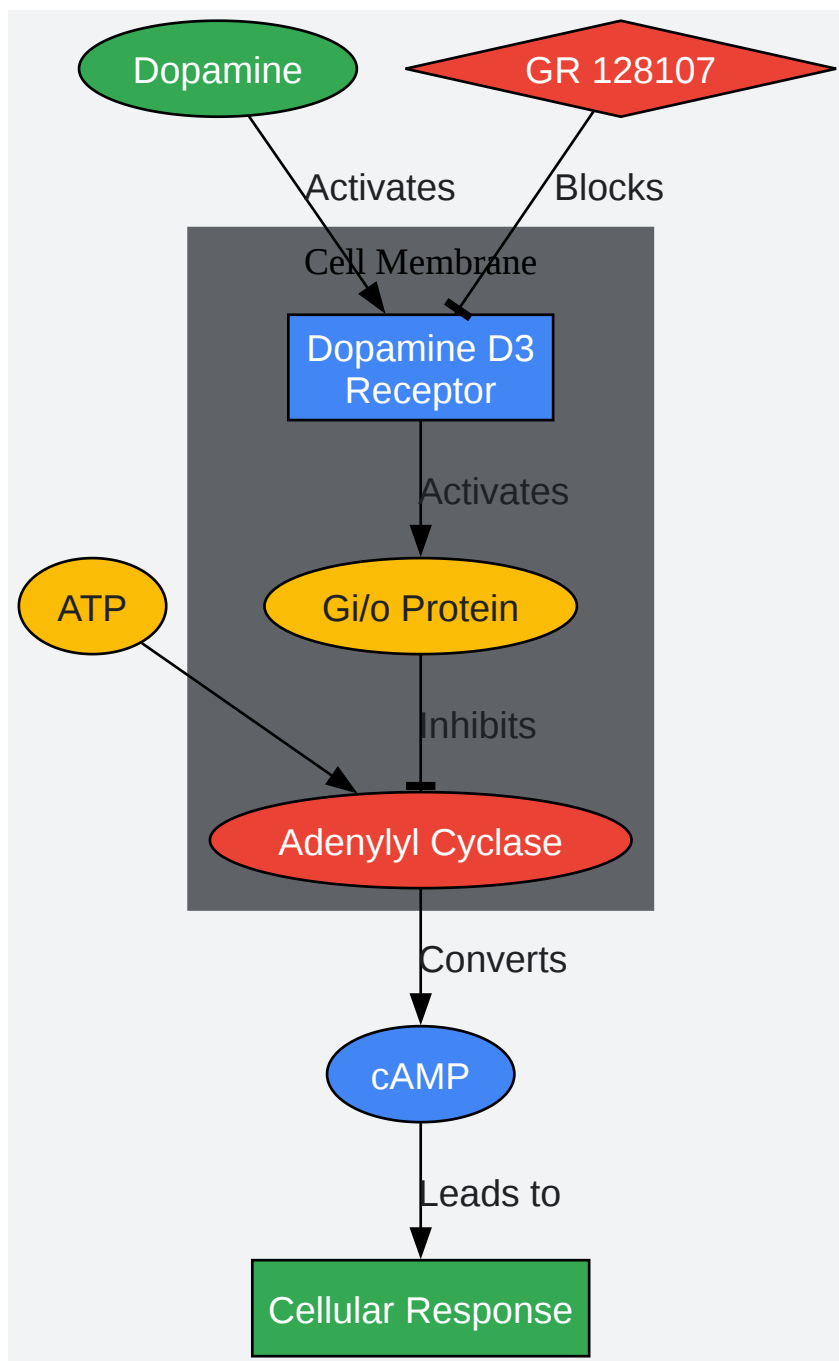 Dopamine
GR 128107
Activates
Blocks
Cell Membrane
Dopamine D3
Receptor
Activates
ATP
Gi/o Protein
Inhibits
Adenylyl Cyclase
Converts
cAMP
Leads to
Cellular Response